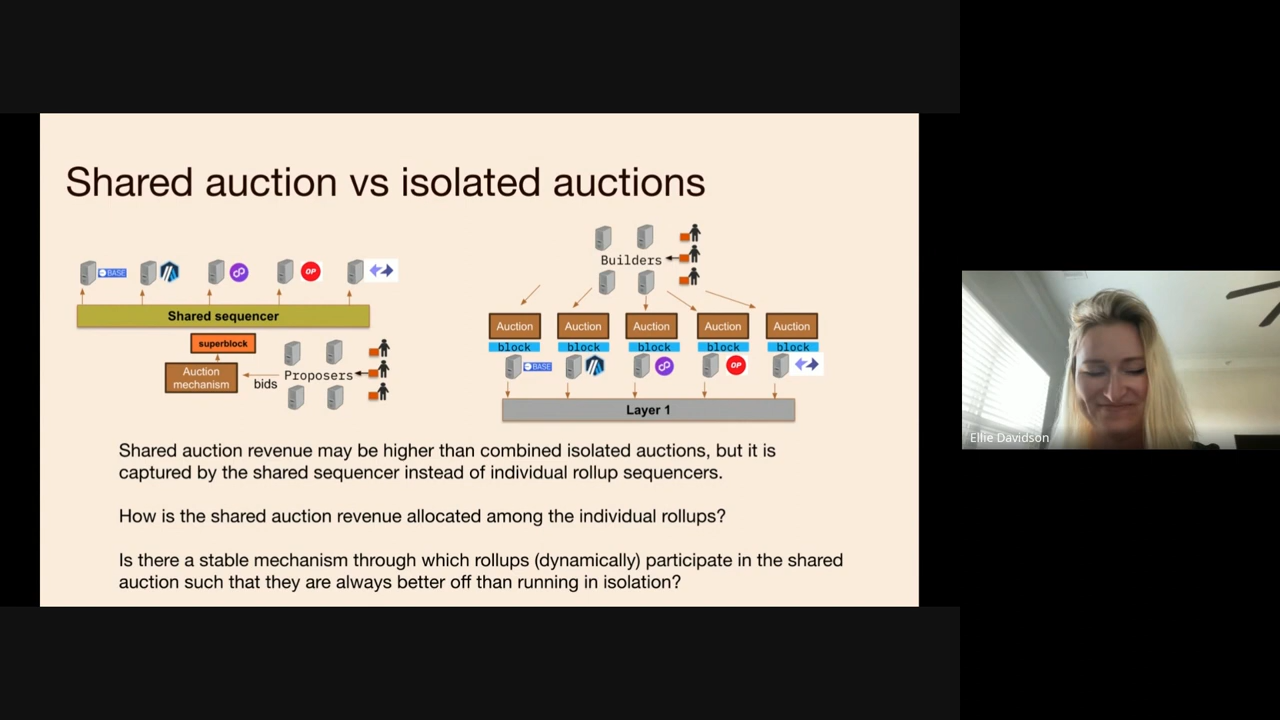 Shared auction vs isolated auctions
BASE
OP
Shared sequencer
superblock
Auction
mechanism
bids
Proposers
Builders
Auction
Auction
Auction
Auction
Auction
block
block
block
block
block
BASE
OP
Layer 1
Shared auction revenue may be higher than combined isolated auctions, but it is
captured by the shared sequencer instead of individual rollup sequencers.
How is the shared auction revenue allocated among the individual rollups?
Is there a stable mechanism through which rollups (dynamically) participate in the shared
auction such that they are always better off than running in isolation?
Ellie Davidson